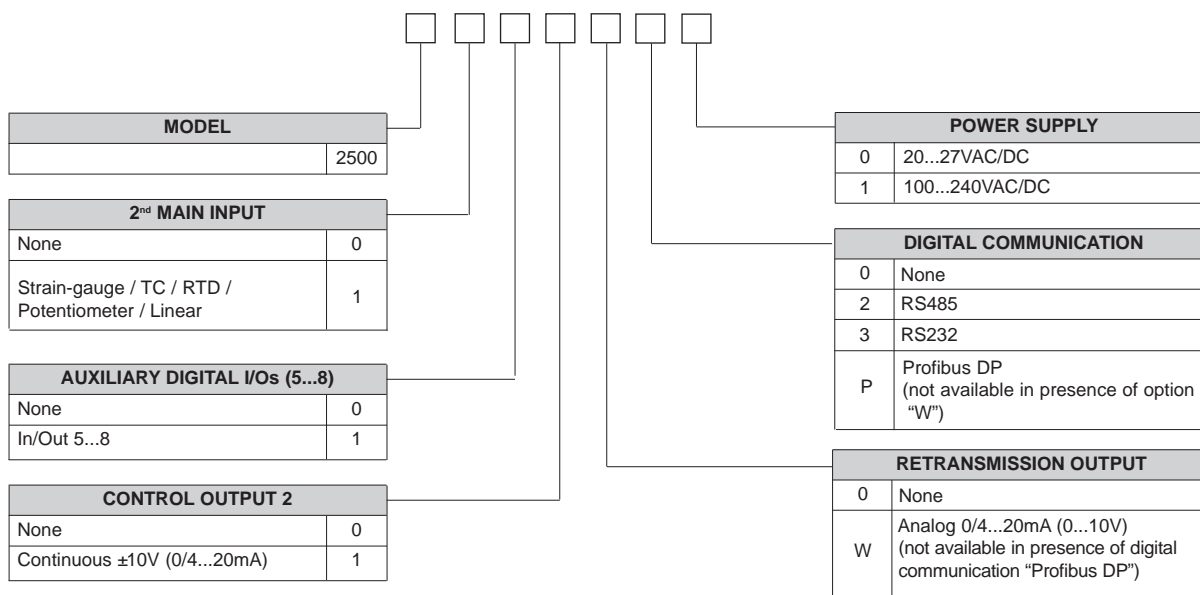 MODEL
2500
2nd MAIN INPUT
None 0
Strain-gauge / TC / RTD /
Potentiometer / Linear
1
AUXILIARY DIGITAL I/Os (5...8)
None 0
In/Out 5...8 1
CONTROL OUTPUT 2
None 0
Continuous ±10V (0/4...20mA) 1
POWER SUPPLY
0 20...27VAC/DC
1 100...240VAC/DC
DIGITAL COMMUNICATION
0 None
2 RS485
3 RS232
P
Profibus DP
(not available in presence of option
“W”)
RETRANSMISSION OUTPUT
0 None
W
Analog 0/4...20mA (0...10V)
(not available in presence of digital
communication “Profibus DP”)